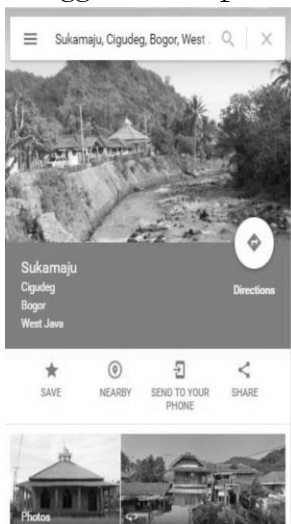 Sukamaju, Cigudeg, Bogor, West
Sukamaju
Cigudeg
Bogor
West Java
Directions
SAVE
NEARBY
SEND TO YOUR
PHONE
SHARE
Photos